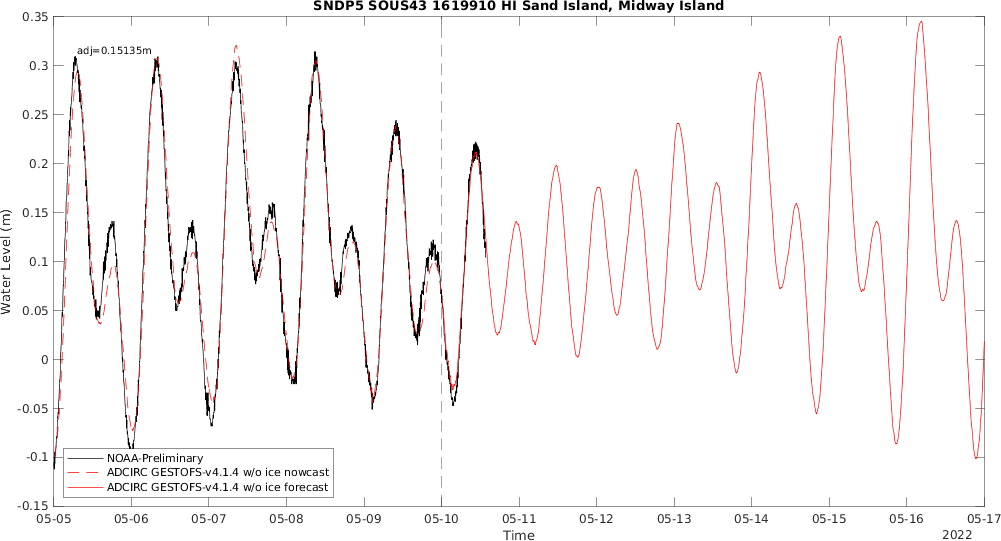 SNDP5 SOUS43 1619910 HI Sand Island, Midway Island
adj=0.15135m
0.35
0.3
0.25
0.2
0.15
0.1
0.05
0
-0.05
-0.1
-0.15
Water Level (m)
NOAA-Preliminary
ADCIRC GESTOFS-v4.1.4 w/o ice nowcast
ADCIRC GESTOFS-v4.1.4 w/o ice forecast
05-05 05-06 05-07 05-08 05-09 05-10 05-11 05-12 05-13 05-14 05-15 05-16 05-17
Time
2022